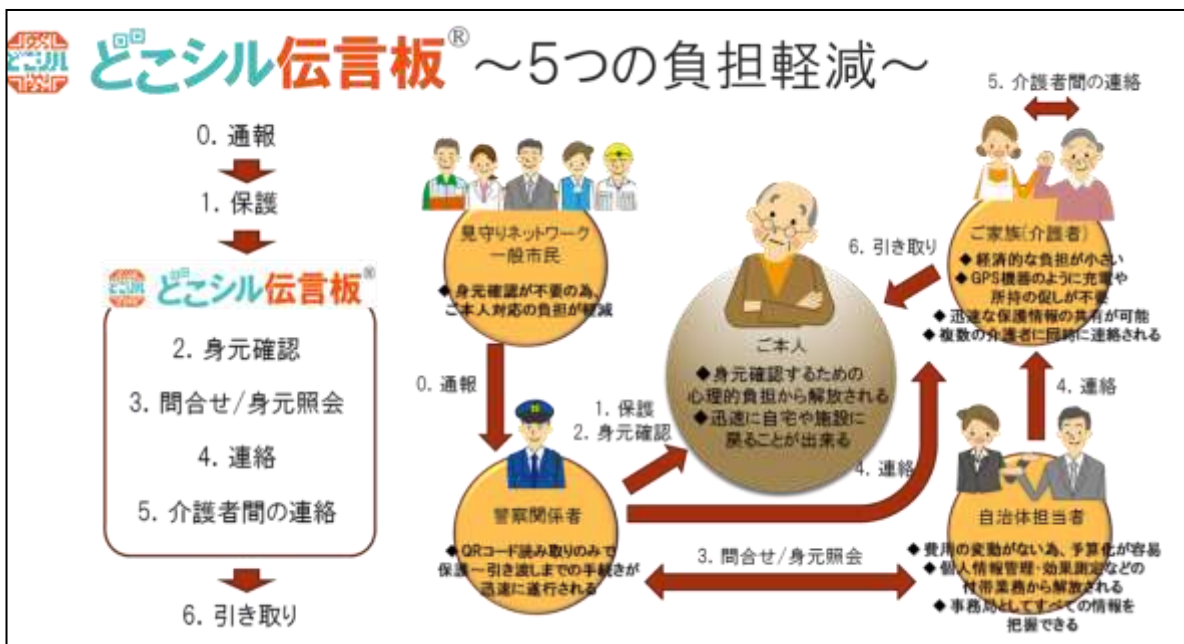 どこシル
どこシル伝言板® ～5つの負担軽減～
0. 通報
1. 保護
どこシル
どこシル伝言板®
2. 身元確認
3. 問合せ/身元照会
4. 連絡
5. 介護者間の連絡
6. 引き取り
見守りネットワーク
一般市民
◆ 身元確認が不要の為、
ご本人対応の負担が軽減
0. 通報
警察関係者
◆ QRコード読み取りのみで
保護～引き渡しまでの手続きが
迅速に遂行される
1. 保護
2. 身元確認
ご本人
◆ 身元確認するための
心理的負担から解放される
◆ 迅速に自宅や施設に
戻ることが出来る
6. 引き取り
5. 介護者間の連絡
ご家族(介護者)
◆ 経済的な負担が小さい
◆ GPS機器のように充電や
所持の促しが不要
◆ 迅速な保護情報の共有が可能
◆ 複数の介護者に同時に連絡される
4. 連絡
4. 連絡
3. 問合せ/身元照会
自治体担当者
◆ 費用の変動がない為、予算化が容易
◆ 個人情報管理・効果測定などの
付帯業務から解放される
◆ 事務局としてすべての情報を
把握できる